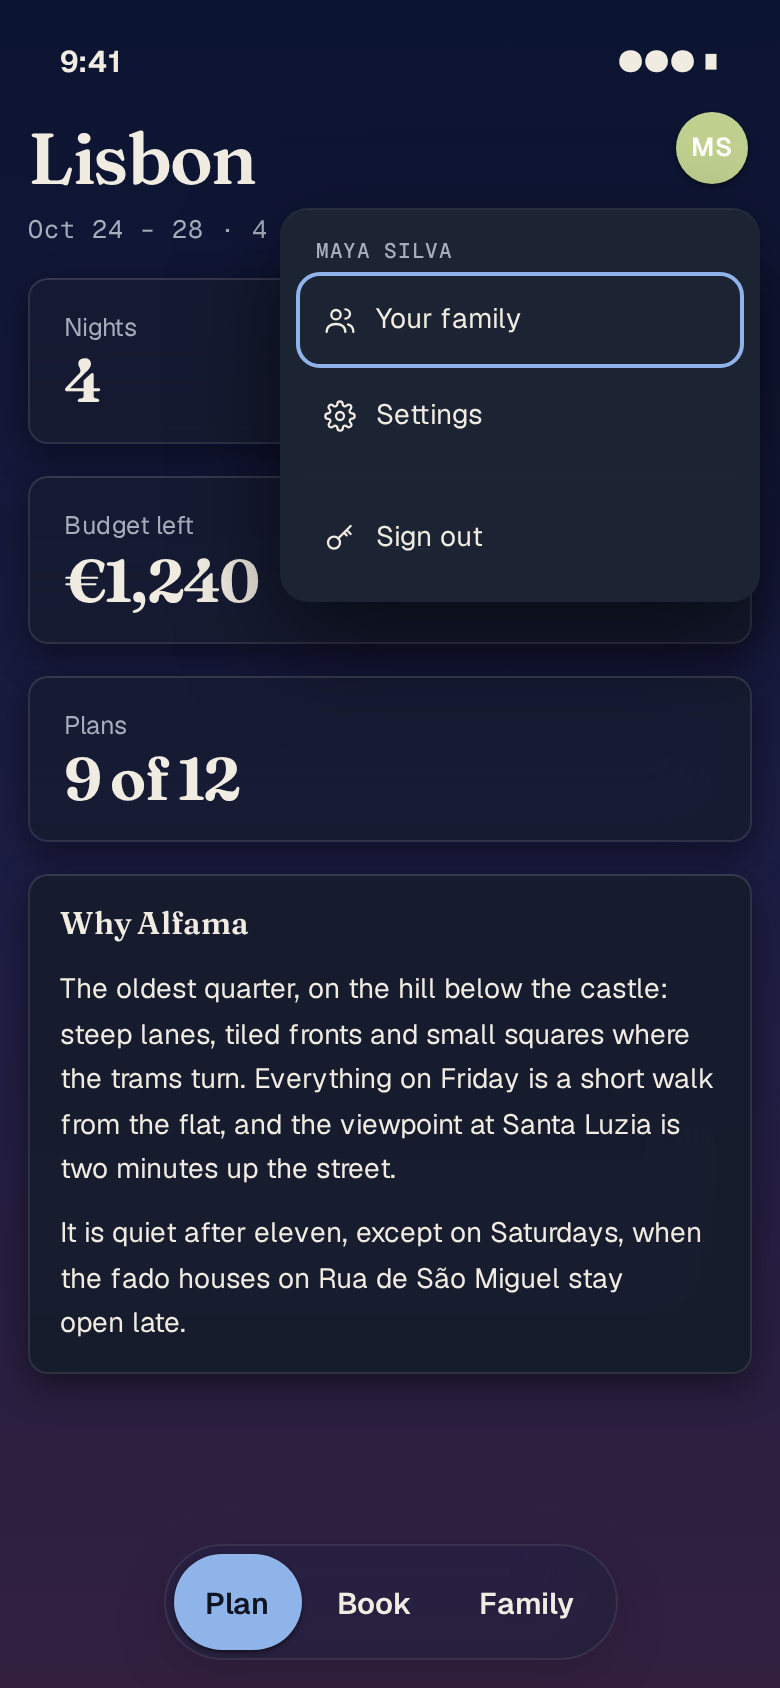 9:41
Lisbon
MS
Oct 24 – 28 · 4
MAYA SILVA
Your family
Settings
Sign out
Nights
4
Budget left
€1,240
Plans
9 of 12
Why Alfama
The oldest quarter, on the hill below the castle:
steep lanes, tiled fronts and small squares where
the trams turn. Everything on Friday is a short walk
from the flat, and the viewpoint at Santa Luzia is
two minutes up the street.
It is quiet after eleven, except on Saturdays, when
the fado houses on Rua de São Miguel stay
open late.
Plan
Book
Family